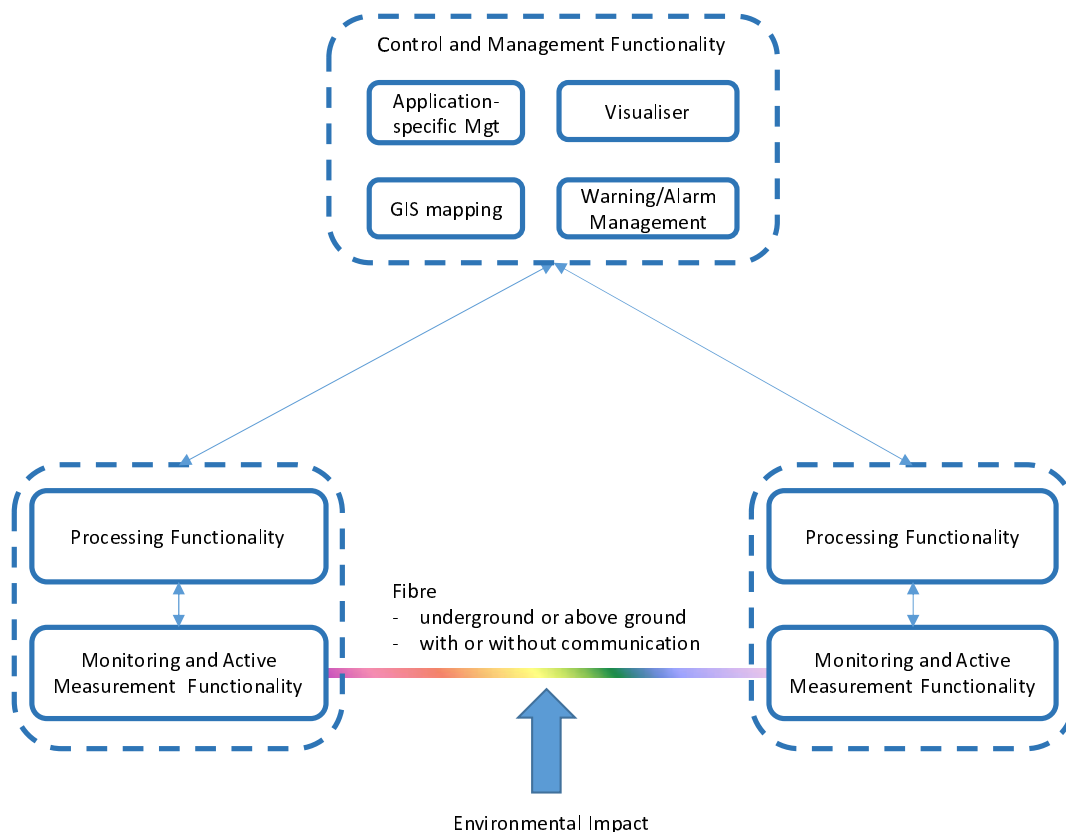 Control and Management Functionality
Application-
specific Mgt
Visualiser
GIS mapping
Warning/Alarm
Management
Processing Functionality
Monitoring and Active
Measurement Functionality
Fibre
- underground or above ground
- with or without communication
Processing Functionality
Monitoring and Active
Measurement Functionality
Environmental Impact